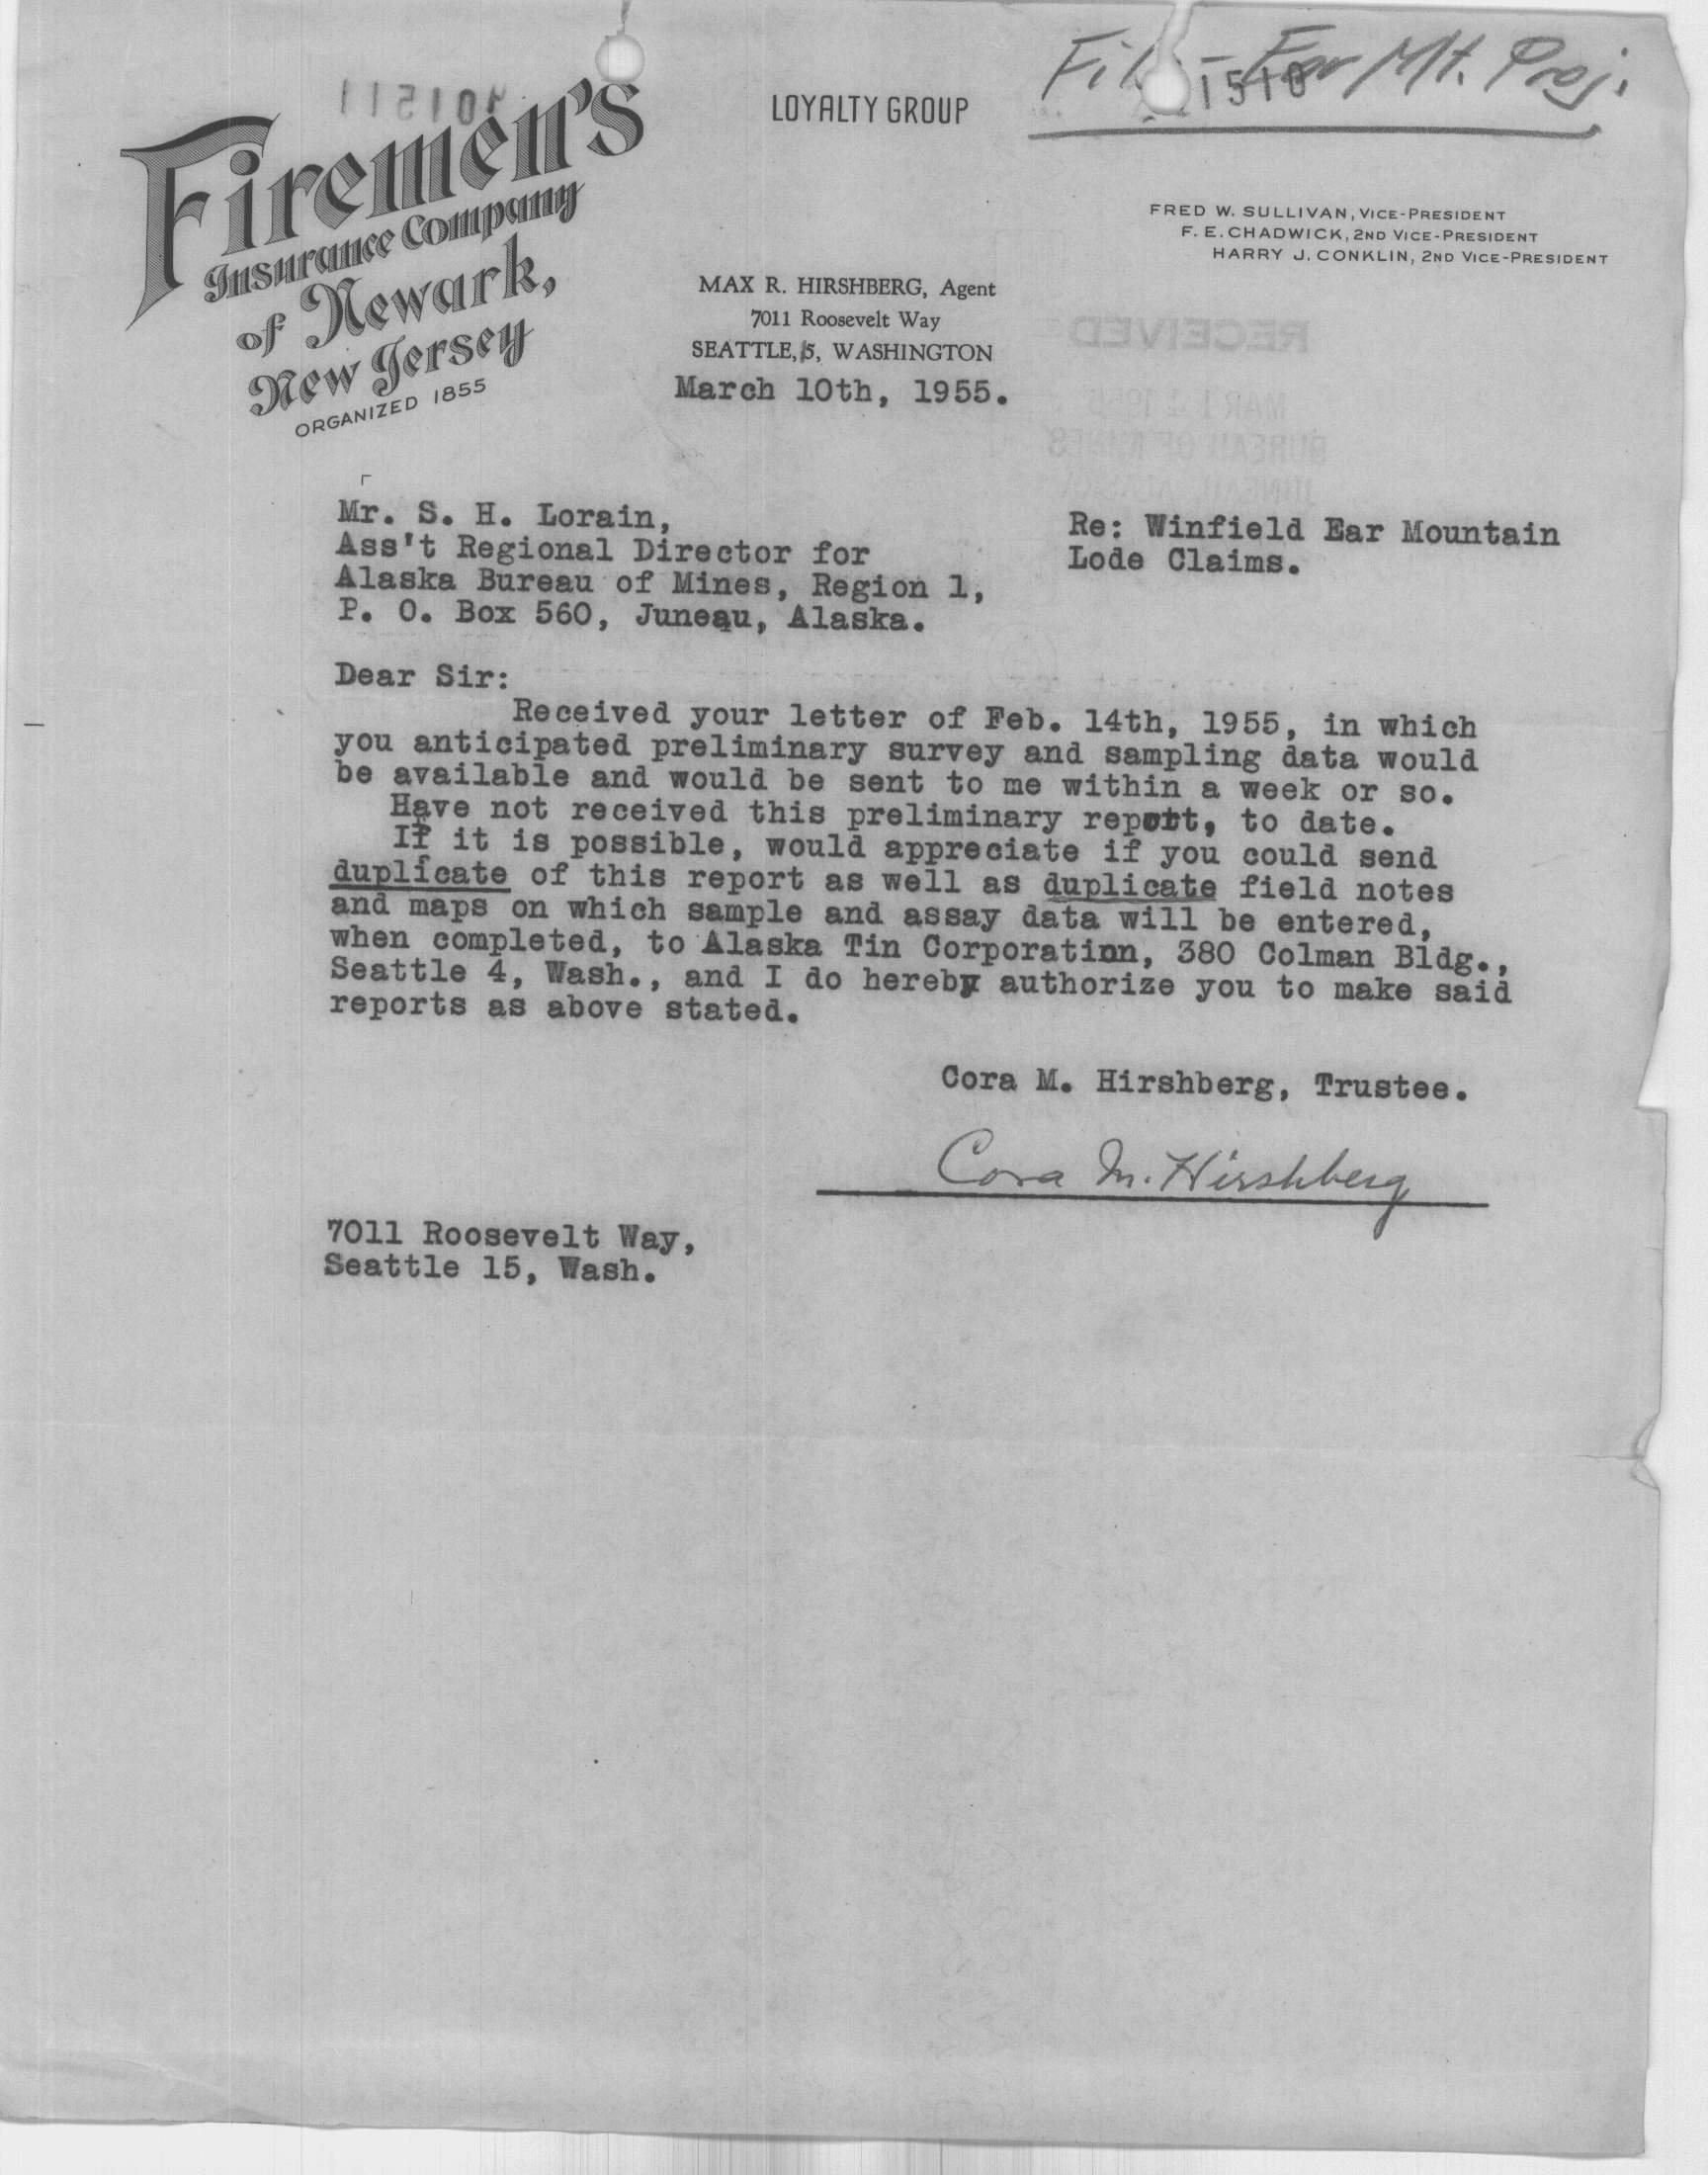 File - Ear Mt. Proj.
1510
LOYALTY GROUP
Firemen's
Insurance Company
of Newark,
New Jersey
ORGANIZED 1855
FRED W. SULLIVAN, VICE-PRESIDENT
F. E. CHADWICK, 2ND VICE-PRESIDENT
HARRY J. CONKLIN, 2ND VICE-PRESIDENT
MAX R. HIRSHBERG, Agent
7011 Roosevelt Way
SEATTLE, 15, WASHINGTON
RECEIVED
March 10th, 1955.
MAR
BUREAU OF MINES
JUNEAU, ALASKA
Mr. S. H. Lorain,
Ass't Regional Director for
Alaska Bureau of Mines, Region 1,
P. O. Box 560, Juneau, Alaska.
Re: Winfield Ear Mountain
Lode Claims.
Dear Sir:
Received your letter of Feb. 14th, 1955, in which
you anticipated preliminary survey and sampling data would
be available and would be sent to me within a week or so.
Have not received this preliminary report, to date.
If it is possible, would appreciate if you could send
duplicate of this report as well as duplicate field notes
and maps on which sample and assay data will be entered,
when completed, to Alaska Tin Corporation, 380 Colman Bldg.,
Seattle 4, Wash., and I do hereby authorize you to make said
reports as above stated.
Cora M. Hirshberg, Trustee.
Cora M. Hirshberg
7011 Roosevelt Way,
Seattle 15, Wash.